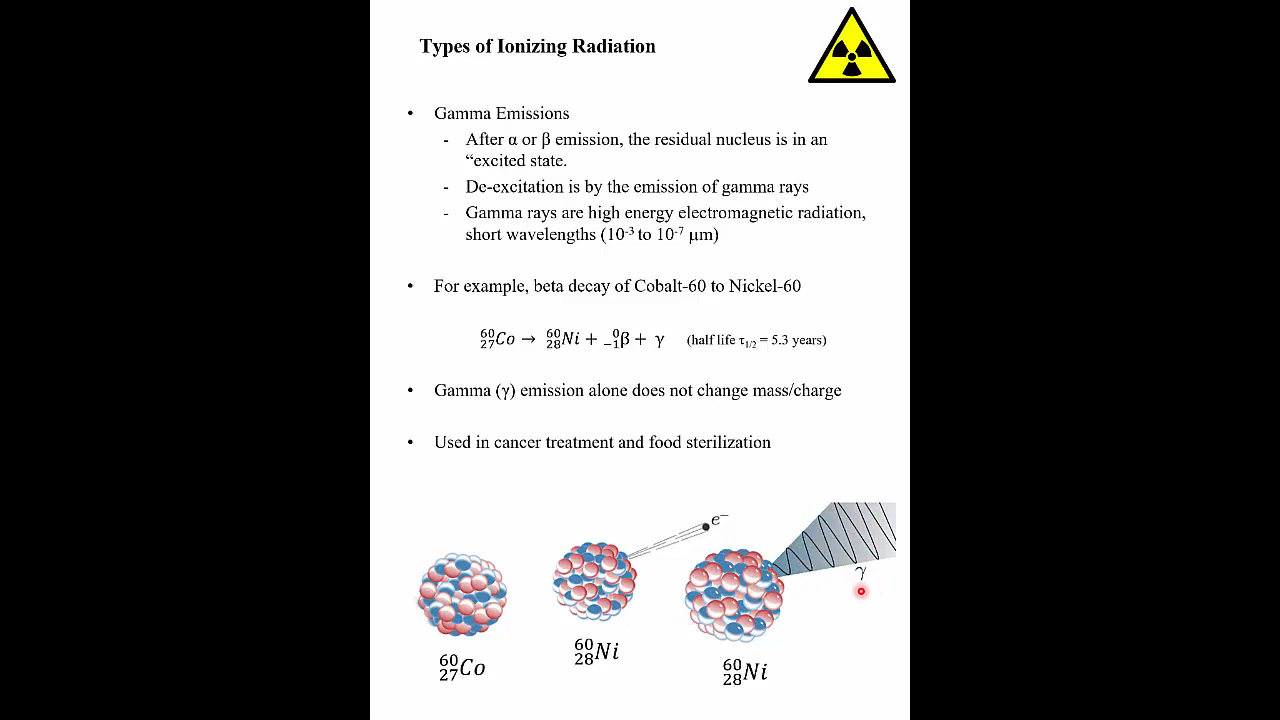 Types of Ionizing Radiation
• Gamma Emissions
- After α or β emission, the residual nucleus is in an
“excited state.
- De-excitation is by the emission of gamma rays
- Gamma rays are high energy electromagnetic radiation,
short wavelengths (10⁻³ to 10⁻⁷ μm)
• For example, beta decay of Cobalt-60 to Nickel-60
⁶⁰₂₇Co → ⁶⁰₂₈Ni + ⁰₋₁β + γ (half life τ₁/₂ = 5.3 years)
• Gamma (γ) emission alone does not change mass/charge
• Used in cancer treatment and food sterilization
e⁻
γ
⁶⁰₂₇Co
⁶⁰₂₈Ni
⁶⁰₂₈Ni